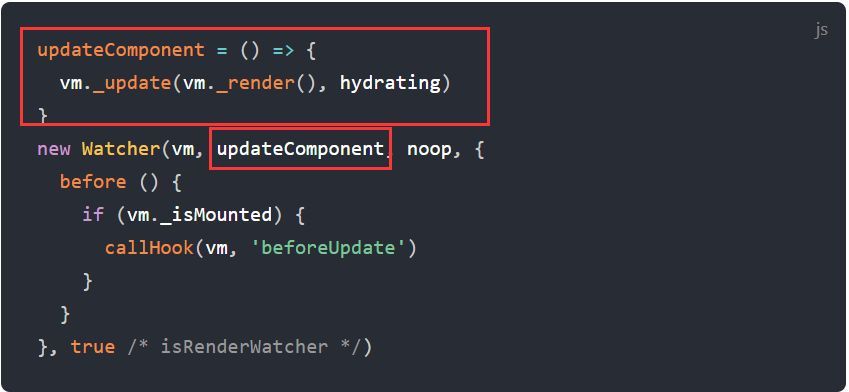 js
updateComponent = () => {
  vm._update(vm._render(), hydrating)
}
new Watcher(vm, updateComponent, noop, {
  before () {
    if (vm._isMounted) {
      callHook(vm, 'beforeUpdate')
    }
  }
}, true /* isRenderWatcher */)